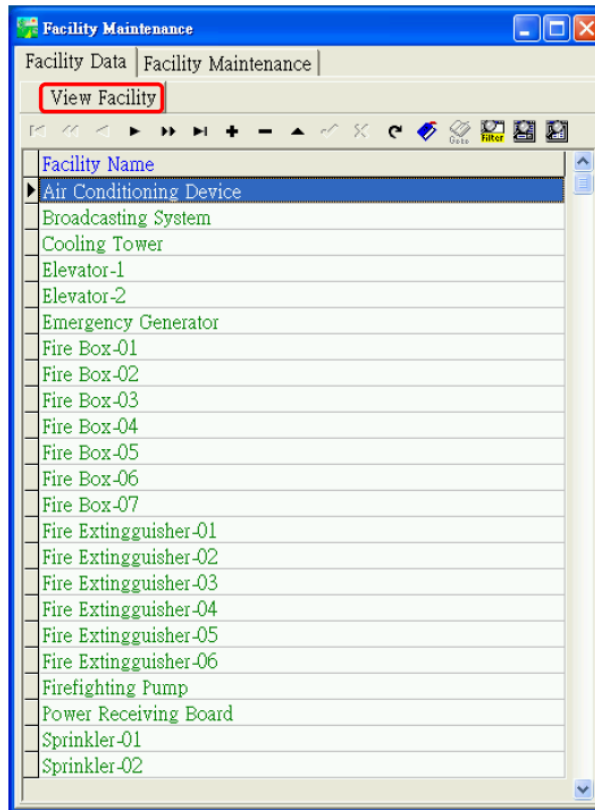 Facility Maintenance
Facility Data Facility Maintenance
View Facility
Goto Filter
Facility Name
Air Conditioning Device
Broadcasting System
Cooling Tower
Elevator-1
Elevator-2
Emergency Generator
Fire Box-01
Fire Box-02
Fire Box-03
Fire Box-04
Fire Box-05
Fire Box-06
Fire Box-07
Fire Extingguisher-01
Fire Extingguisher-02
Fire Extingguisher-03
Fire Extingguisher-04
Fire Extingguisher-05
Fire Extingguisher-06
Firefighting Pump
Power Receiving Board
Sprinkler-01
Sprinkler-02